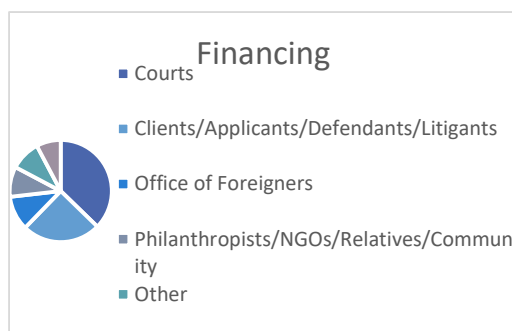 Financing
Courts
Clients/Applicants/Defendants/Litigants
Office of Foreigners
Philanthropists/NGOs/Relatives/Commun
ity
Other